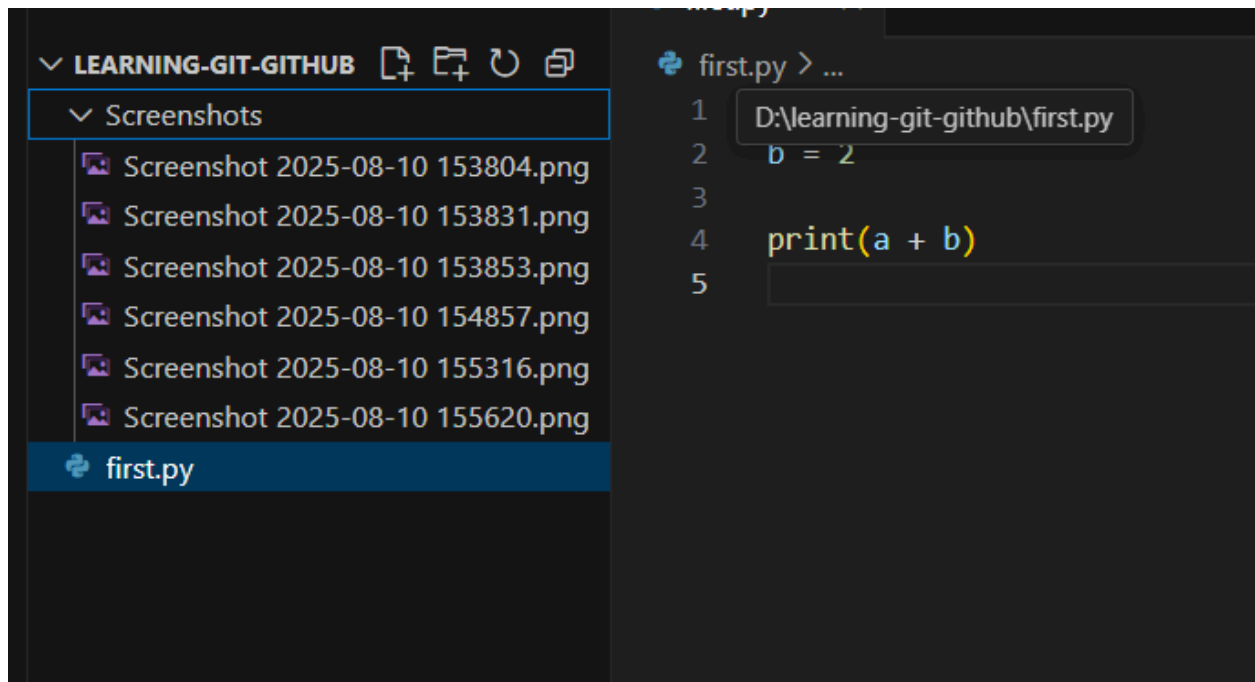 LEARNING-GIT-GITHUB
Screenshots
Screenshot 2025-08-10 153804.png
Screenshot 2025-08-10 153831.png
Screenshot 2025-08-10 153853.png
Screenshot 2025-08-10 154857.png
Screenshot 2025-08-10 155316.png
Screenshot 2025-08-10 155620.png
first.py
first.py > ...
D:\learning-git-github\first.py
1
2 b = 2
3
4 print(a + b)
5